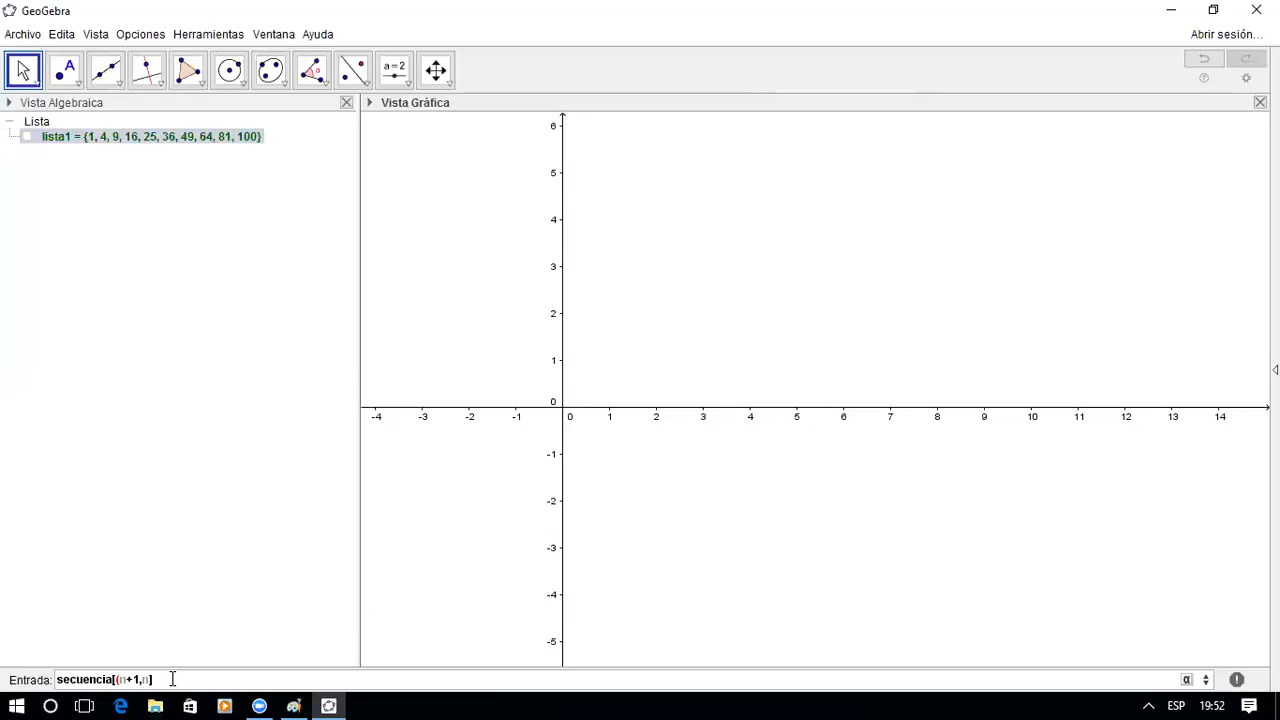 GeoGebra
Archivo Edita Vista Opciones Herramientas Ventana Ayuda Abrir sesión...
A a=2
Vista Algebraica Vista Gráfica
Lista
lista1 = {1, 4, 9, 16, 25, 36, 49, 64, 81, 100}
6
5
4
3
2
1
0
-4 -3 -2 -1 0 1 2 3 4 5 6 7 8 9 10 11 12 13 14
-1
-2
-3
-4
-5
Entrada: secuencia[(n+1,n] α
ESP 19:52